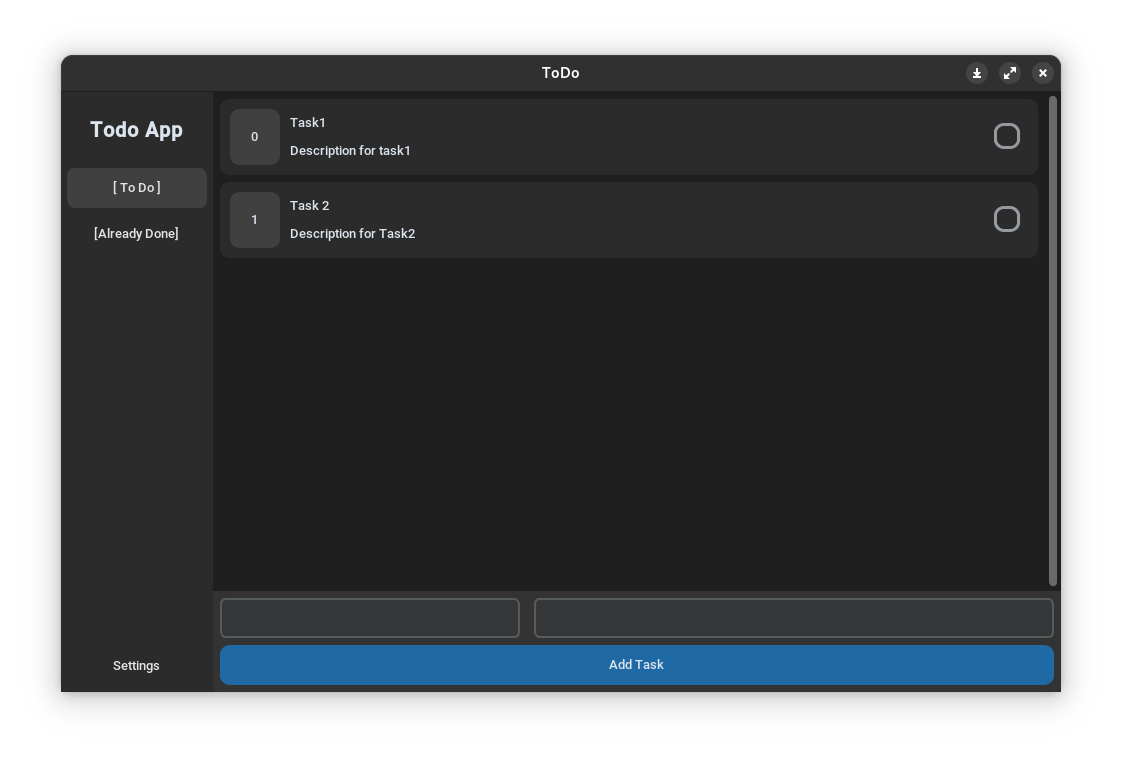 ToDo
Todo App
[ To Do ]
[Already Done]
Settings
0
Task1
Description for task1
1
Task 2
Description for Task2
Add Task